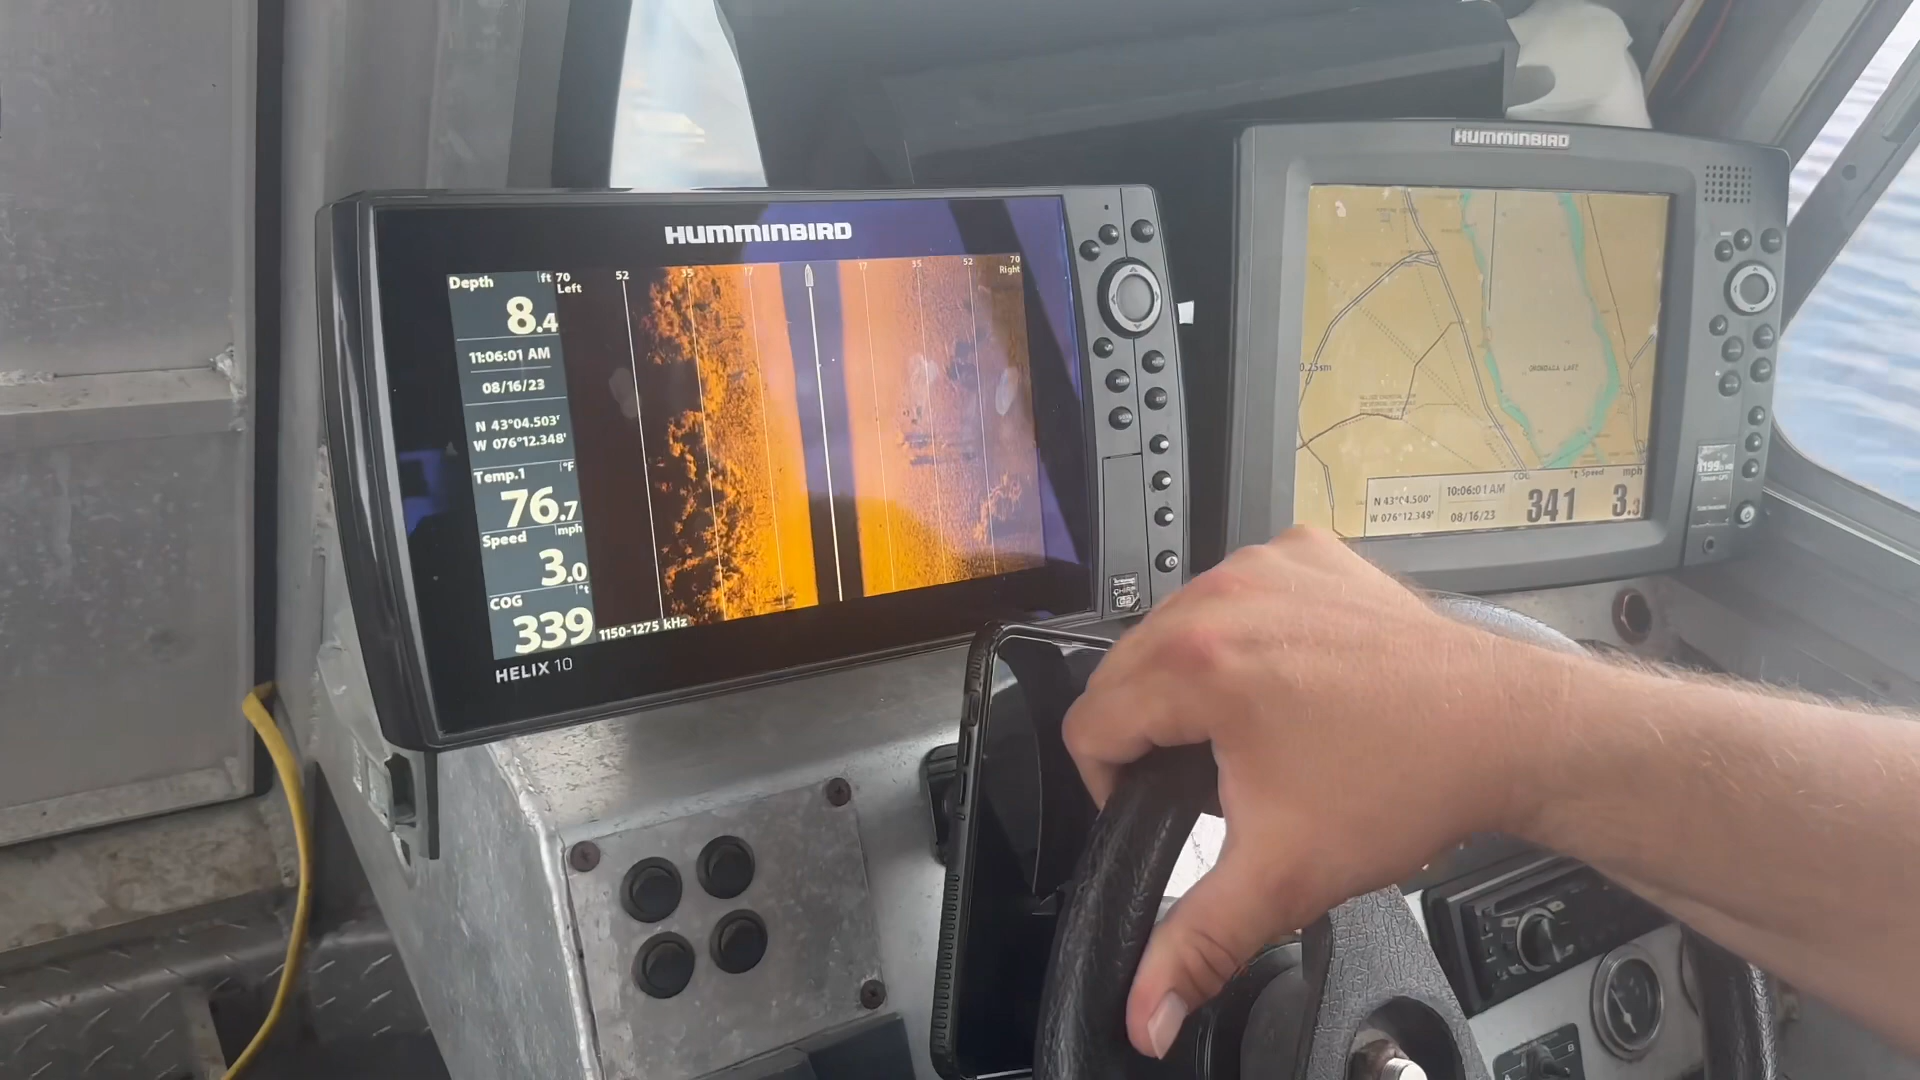 HUMMINBIRD
Depth ft
8.4
11:06:01 AM
08/16/23
N 43°04.503'
W 076°12.348'
Temp.1 °F
76.7
Speed mph
3.0
COG °t
339
70 52 35 17 17 35 52 70
Left Right
1150-1275 kHz
HELIX 10
CHIRP
HUMMINBIRD
ONONDAGA LAKE
0.25sm
N 43°04.500'
W 076°12.349'
10:06:01 AM
08/16/23
COG °t
341
Speed mph
3.3
1199